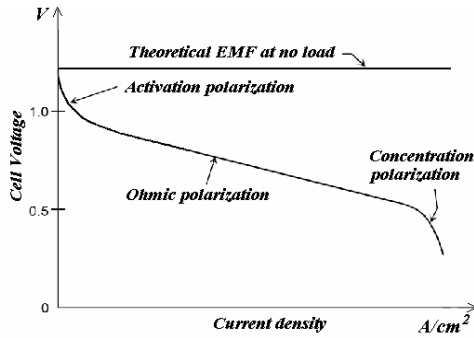 V
Theoretical EMF at no load
Activation polarization
1.0
Concentration
polarization
Cell Voltage
Ohmic polarization
0.5
0
Current density
A/cm²